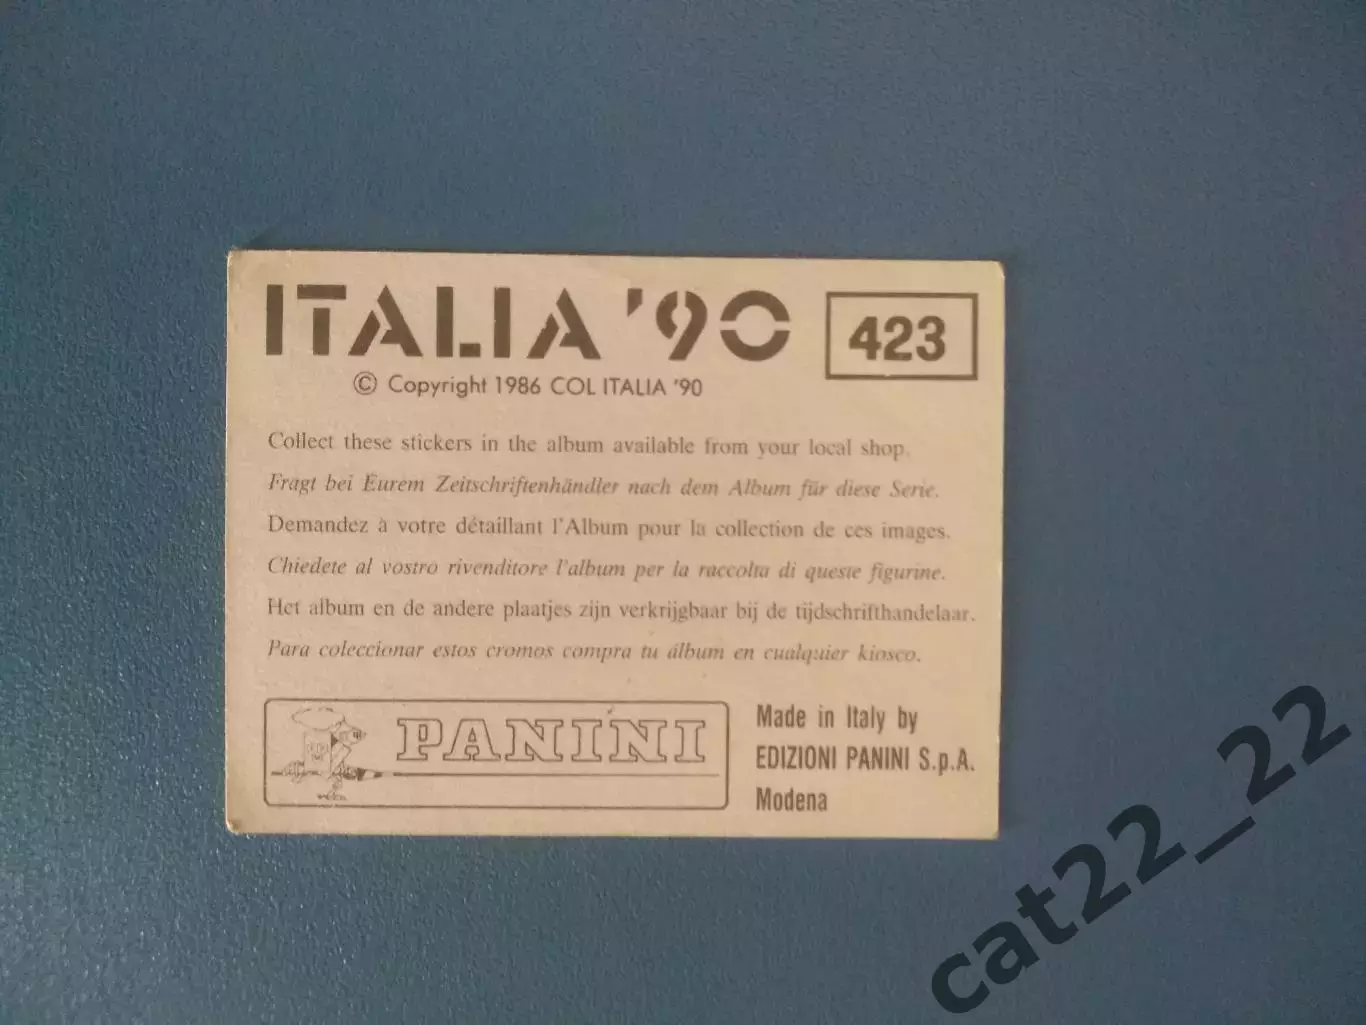 ITALIA '90
423
© Copyright 1986 COL ITALIA '90
Collect these stickers in the album available from your local shop.
Fragt bei Eurem Zeitschriftenhändler nach dem Album für diese Serie.
Demandez à votre détaillant l'Album pour la collection de ces images.
Chiedete al vostro rivenditore l'album per la raccolta di queste figurine.
Het album en de andere plaatjes zijn verkrijgbaar bij de tijdschrifthandelaar.
Para coleccionar estos cromos compra tu álbum en cualquier kiosco.
PANINI
Made in Italy by
EDIZIONI PANINI S.p.A.
Modena
cat22_22